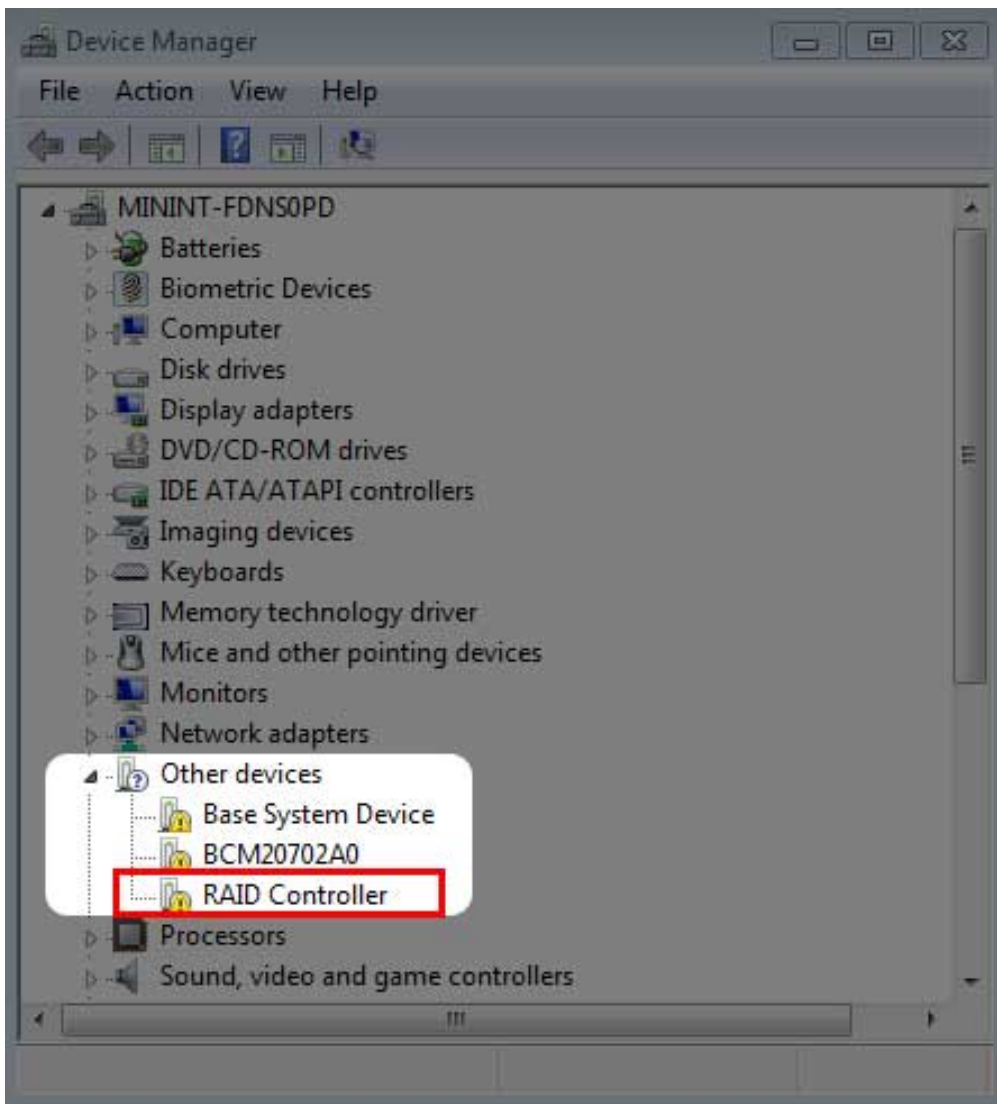 Device Manager
File Action View Help
MININT-FDNS0PD
Batteries
Biometric Devices
Computer
Disk drives
Display adapters
DVD/CD-ROM drives
IDE ATA/ATAPI controllers
Imaging devices
Keyboards
Memory technology driver
Mice and other pointing devices
Monitors
Network adapters
Other devices
Base System Device
BCM20702A0
RAID Controller
Processors
Sound, video and game controllers